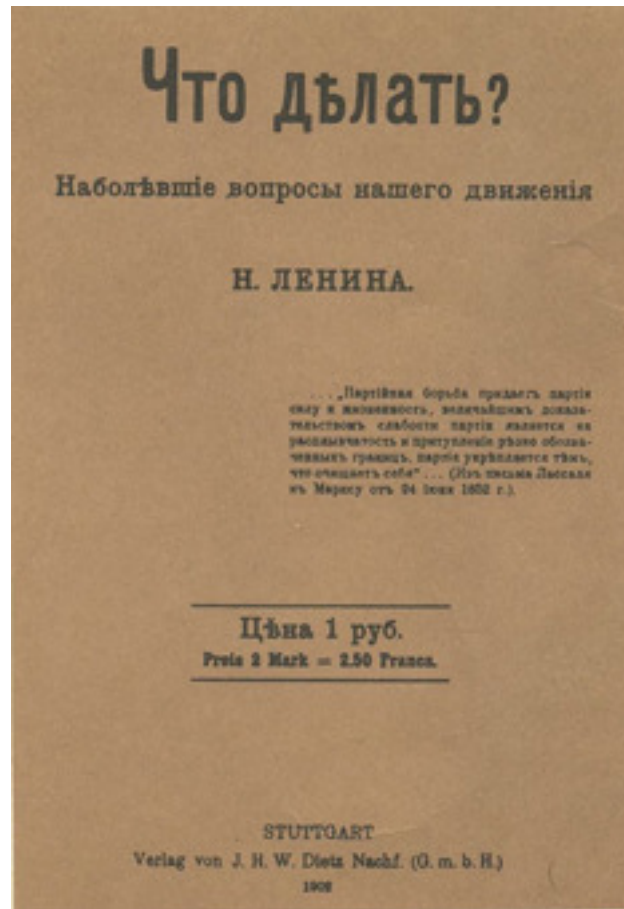 Что дѣлать?
Наболѣвшіе вопросы нашего движенія
Н. ЛЕНИНА.
. . . „Партійная борьба придаетъ партіи
силу и жизненность, величайшимъ доказа-
тельствомъ слабости партіи является ея
расплывчатость и притупленіе рѣзко обозна-
ченныхъ границъ, партія укрѣпляется тѣмъ,
что очищаетъ себя“ . . . (Изъ письма Лассаля
къ Марксу отъ 24 іюня 1852 г.).
Цѣна 1 руб.
Preis 2 Mark = 2.50 Francs.
STUTTGART
Verlag von J. H. W. Dietz Nachf. (G. m. b. H.)
1902